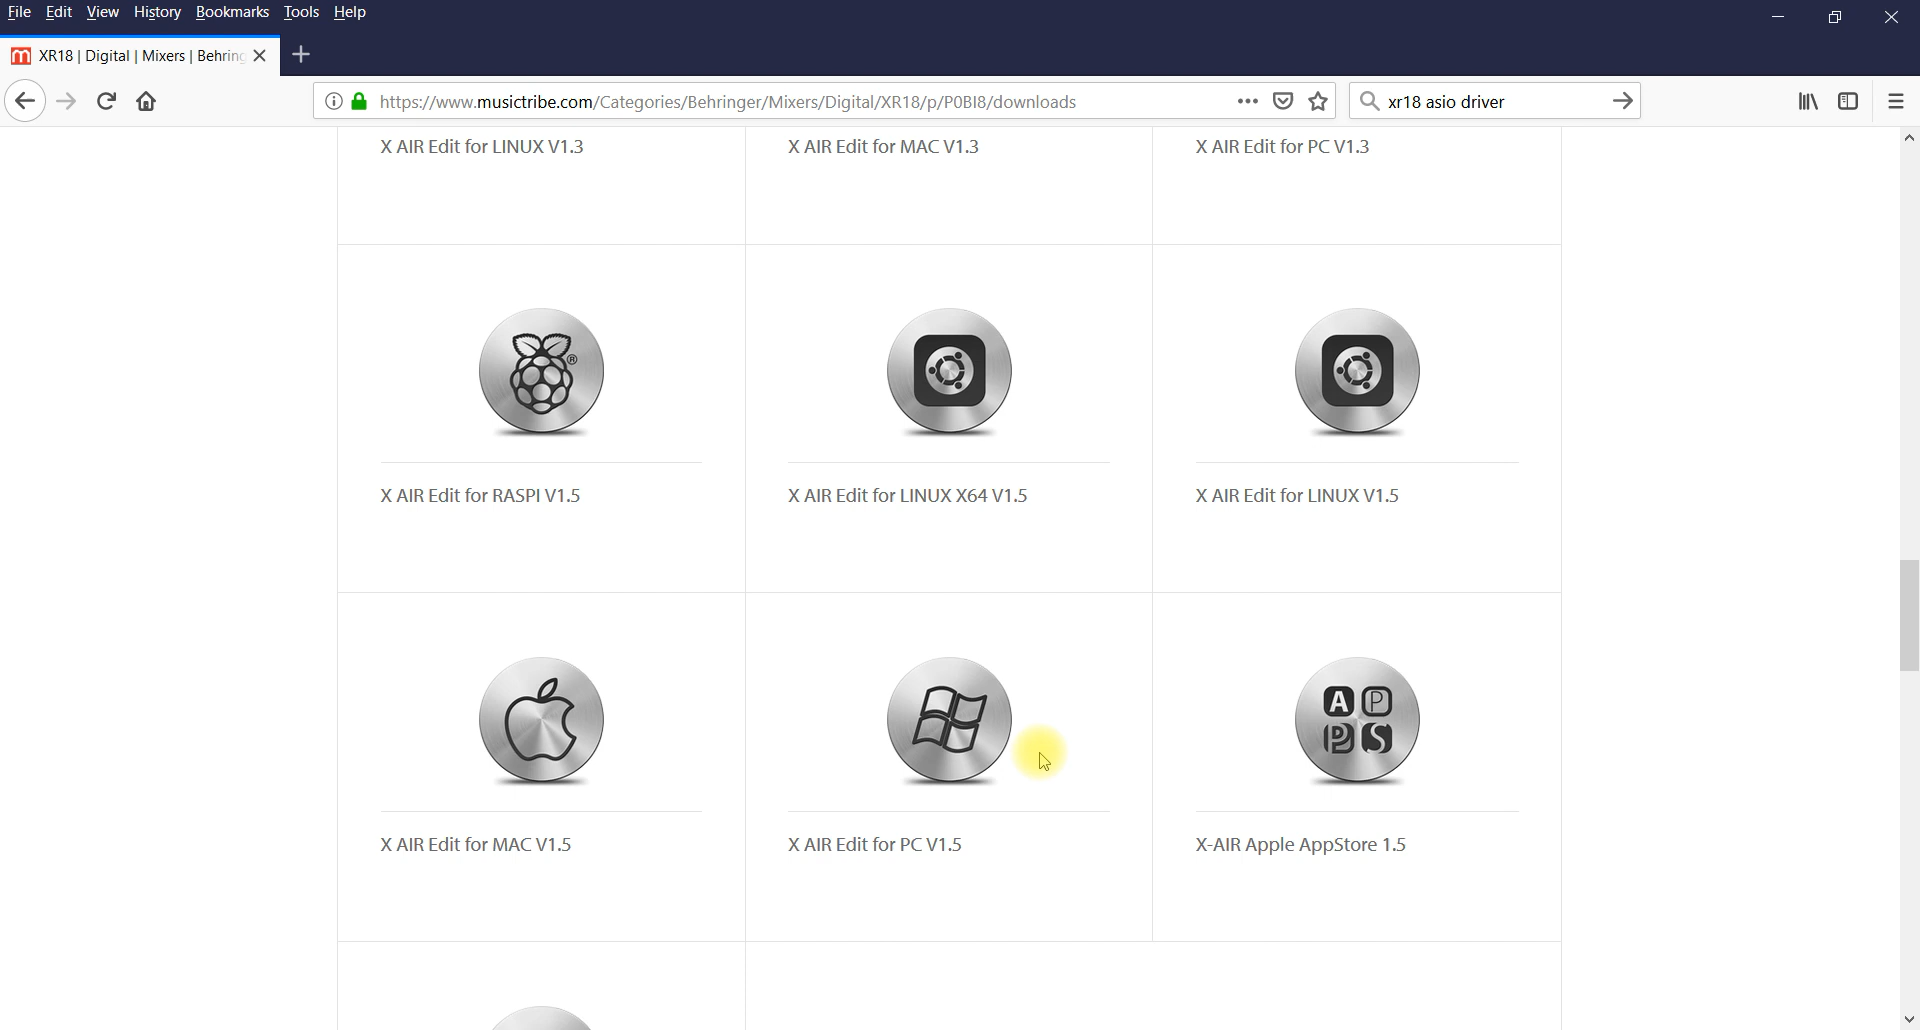 File Edit View History Bookmarks Tools Help
XR18 | Digital | Mixers | Behring
https://www.musictribe.com/Categories/Behringer/Mixers/Digital/XR18/p/P0BI8/downloads
xr18 asio driver
X AIR Edit for LINUX V1.3
X AIR Edit for MAC V1.3
X AIR Edit for PC V1.3
X AIR Edit for RASPI V1.5
X AIR Edit for LINUX X64 V1.5
X AIR Edit for LINUX V1.5
A P
P S
X AIR Edit for MAC V1.5
X AIR Edit for PC V1.5
X-AIR Apple AppStore 1.5